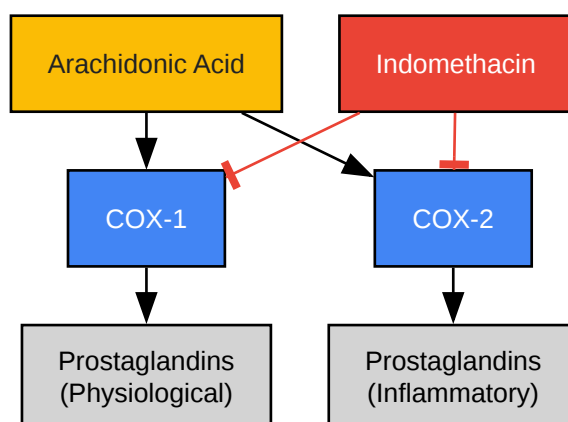 Arachidonic Acid
Indomethacin
COX-1
COX-2
Prostaglandins
(Physiological)
Prostaglandins
(Inflammatory)